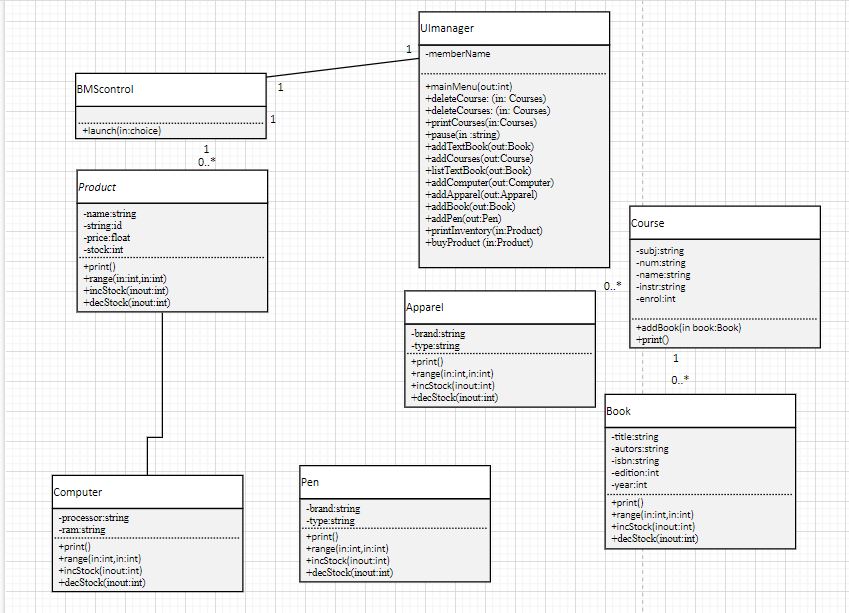 UImanager
-memberName
+mainMenu(out:int)
+deleteCourse: (in: Courses)
+deleteCourses: (in: Courses)
+printCourses(in:Courses)
+pause(in :string)
+addTextBook(out:Book)
+addCourses(out:Course)
+listTextBook(out:Book)
+addComputer(out:Computer)
+addApparel(out:Apparel)
+addBook(out:Book)
+addPen(out:Pen)
+printInventory(in:Product)
+buyProduct (in:Product)
1
1
BMScontrol
+launch(in:choice)
1
1
0..*
Product
-name:string
-string:id
-price:float
-stock:int
+print()
+range(in:int,in:int)
+incStock(inout:int)
+decStock(inout:int)
Course
-subj:string
-num:string
-name:string
-instr:string
-enrol:int
+addBook(in book:Book)
+print()
0..*
1
0..*
Apparel
-brand:string
-type:string
+print()
+range(in:int,in:int)
+incStock(inout:int)
+decStock(inout:int)
Book
-title:string
-autors:string
-isbn:string
-edition:int
-year:int
+print()
+range(in:int,in:int)
+incStock(inout:int)
+decStock(inout:int)
Computer
-processor:string
-ram:string
+print()
+range(in:int,in:int)
+incStock(inout:int)
+decStock(inout:int)
Pen
-brand:string
-type:string
+print()
+range(in:int,in:int)
+incStock(inout:int)
+decStock(inout:int)